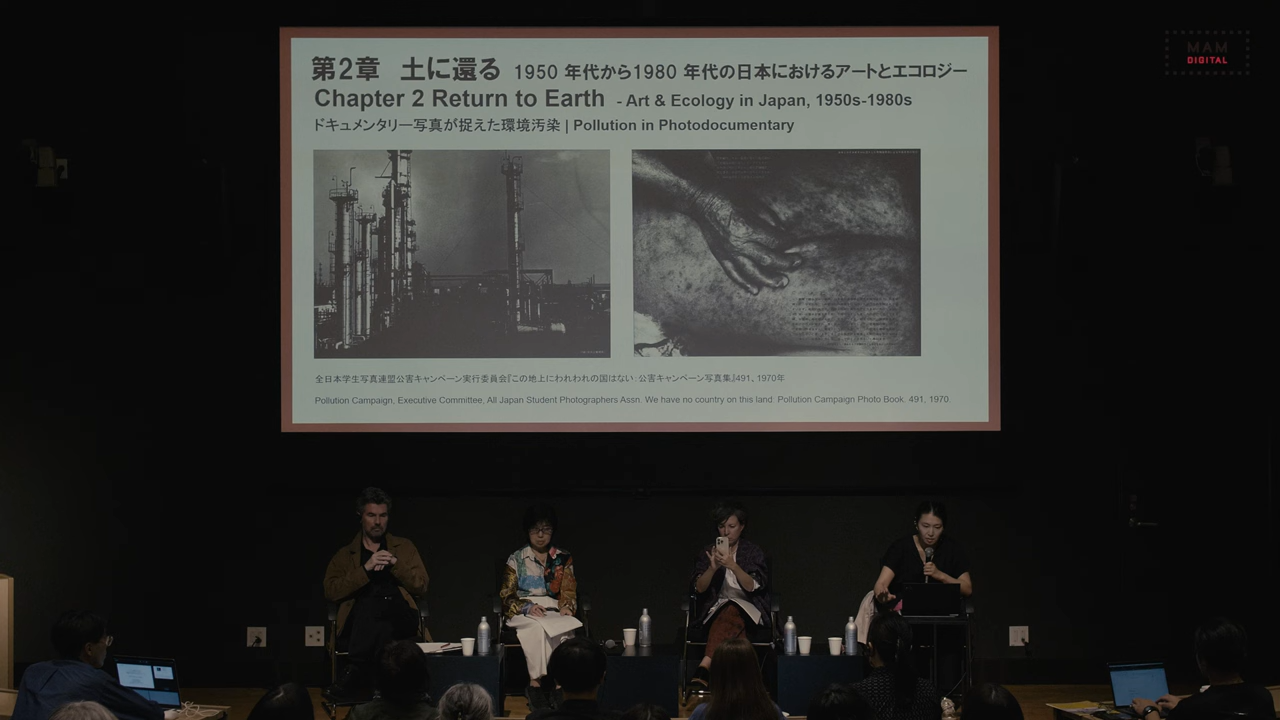 MAM
DIGITAL
第2章 土に還る 1950 年代から1980 年代の日本におけるアートとエコロジー
Chapter 2 Return to Earth - Art & Ecology in Japan, 1950s-1980s
ドキュメンタリー写真が捉えた環境汚染 | Pollution in Photodocumentary
全日本学生写真連盟公害キャンペーン実行委員会『この地上にわれわれの国はない：公害キャンペーン写真集』491、1970年
Pollution Campaign, Executive Committee, All Japan Student Photographers Assn. We have no country on this land: Pollution Campaign Photo Book. 491, 1970